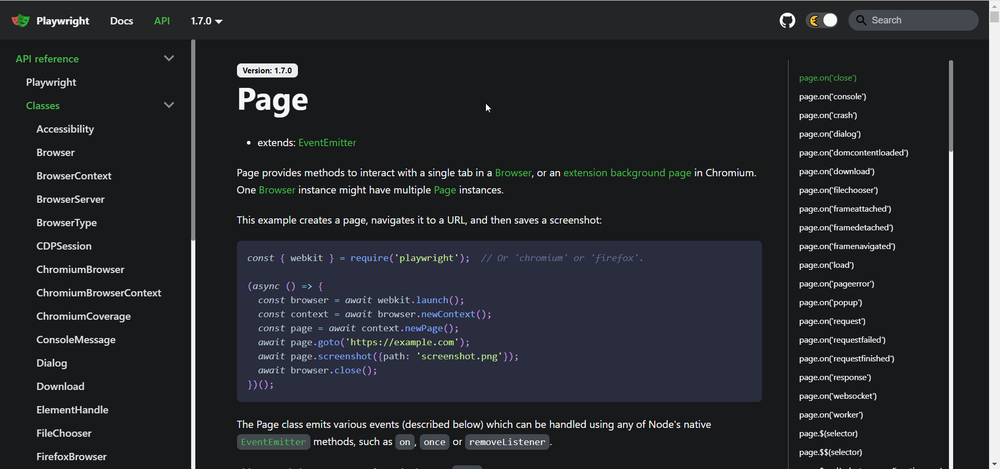 Playwright Docs API 1.7.0 Search
API reference
Playwright
Classes
Accessibility
Browser
BrowserContext
BrowserServer
BrowserType
CDPSession
ChromiumBrowser
ChromiumBrowserContext
ChromiumCoverage
ConsoleMessage
Dialog
Download
ElementHandle
FileChooser
FirefoxBrowser
Version: 1.7.0
Page
• extends: EventEmitter
Page provides methods to interact with a single tab in a Browser, or an extension background page in Chromium.
One Browser instance might have multiple Page instances.
This example creates a page, navigates it to a URL, and then saves a screenshot:
const { webkit } = require('playwright');  // Or 'chromium' or 'firefox'.
(async () => {
  const browser = await webkit.launch();
  const context = await browser.newContext();
  const page = await context.newPage();
  await page.goto('https://example.com');
  await page.screenshot({path: 'screenshot.png'});
  await browser.close();
})();
The Page class emits various events (described below) which can be handled using any of Node's native
EventEmitter methods, such as on, once or removeListener.
page.on('close')
page.on('console')
page.on('crash')
page.on('dialog')
page.on('domcontentloaded')
page.on('download')
page.on('filechooser')
page.on('frameattached')
page.on('framedetached')
page.on('framenavigated')
page.on('load')
page.on('pageerror')
page.on('popup')
page.on('request')
page.on('requestfailed')
page.on('requestfinished')
page.on('response')
page.on('websocket')
page.on('worker')
page.$(selector)
page.$$(selector)